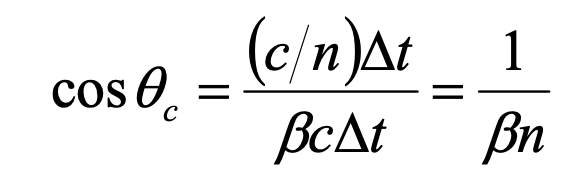 cos θ_c = (c/n)Δt / βcΔt = 1 / βn